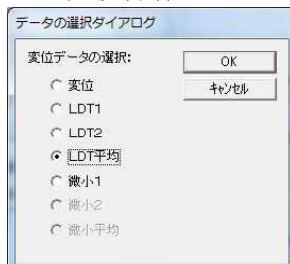 データの選択ダイアログ
変位データの選択:
OK
変位
キャンセル
LDT1
LDT2
LDT平均
微小1
微小2
微小平均